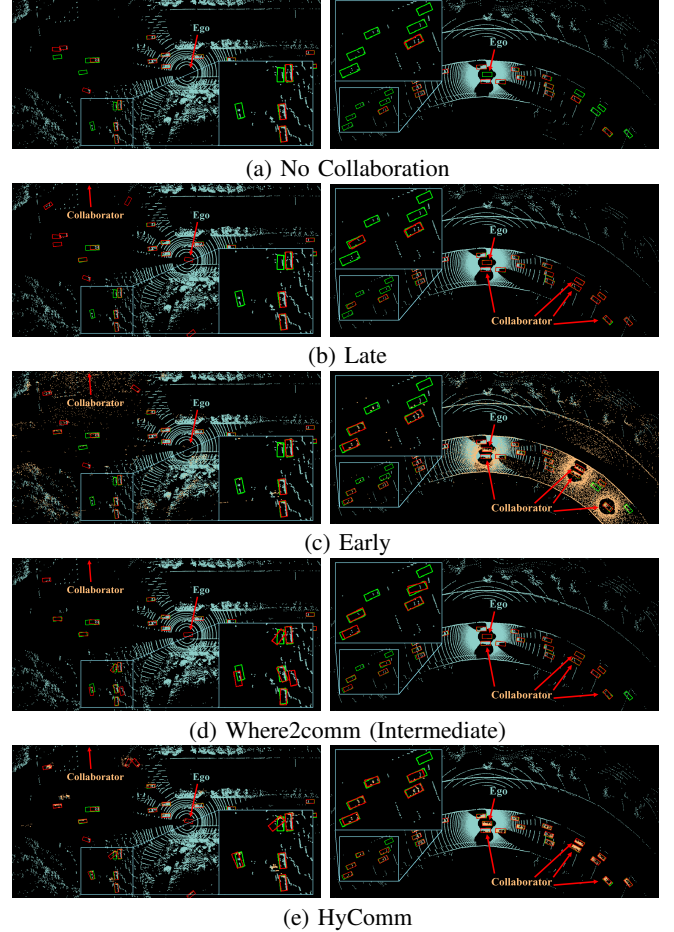 Ego
Ego
(a) No Collaboration
Collaborator
Ego
Ego
Collaborator
(b) Late
Collaborator
Ego
Ego
Collaborator
(c) Early
Collaborator
Ego
Ego
Collaborator
(d) Where2comm (Intermediate)
Collaborator
Ego
Ego
Collaborator
(e) HyComm